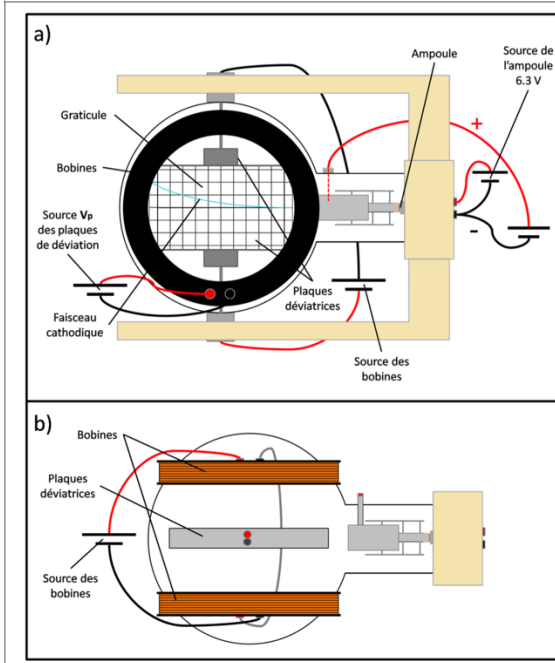 a)
Ampoule
Source de
l'ampoule
6.3 V
Graticule
+
Bobines
Source Vp
des plaques
de déviation
-
Plaques
déviatrices
Faisceau
cathodique
Source des
bobines
b)
Bobines
Plaques
déviatrices
Source des
bobines